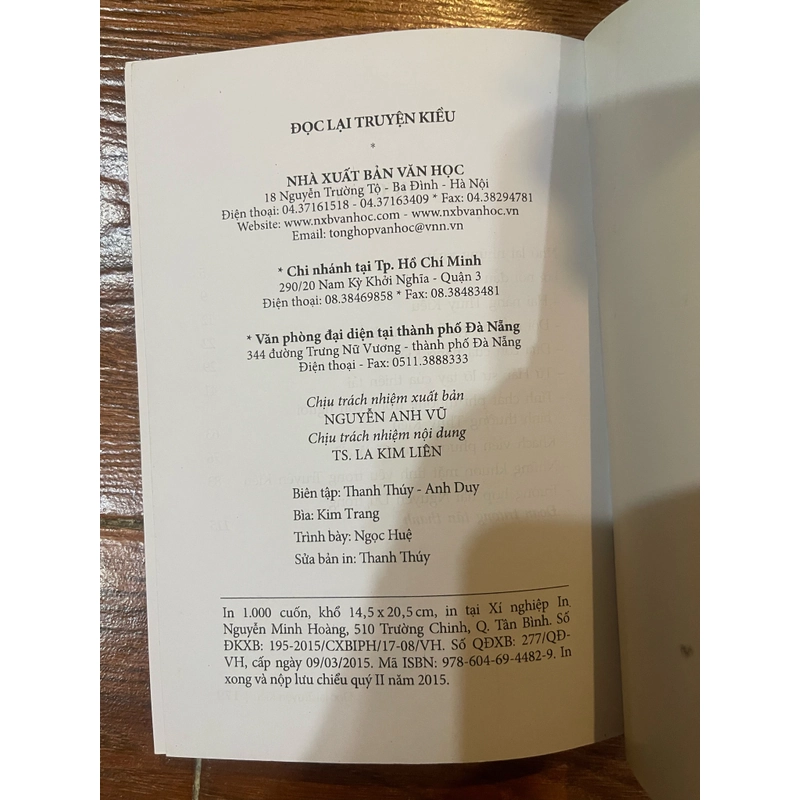 ĐỌC LẠI TRUYỆN KIỀU
*
NHÀ XUẤT BẢN VĂN HỌC
18 Nguyễn Trường Tộ - Ba Đình - Hà Nội
Điện thoại: 04.37161518 - 04.37163409 * Fax: 04.38294781
Website: www.nxbvanhoc.com - www.nxbvanhoc.vn
Email: tonghopvanhoc@vnn.vn
* Chi nhánh tại Tp. Hồ Chí Minh
290/20 Nam Kỳ Khởi Nghĩa - Quận 3
Điện thoại: 08.38469858 * Fax: 08.38483481
* Văn phòng đại diện tại thành phố Đà Nẵng
344 đường Trưng Nữ Vương - thành phố Đà Nẵng
Điện thoại - Fax: 0511.3888333
Chịu trách nhiệm xuất bản
NGUYỄN ANH VŨ
Chịu trách nhiệm nội dung
TS. LA KIM LIÊN
Biên tập: Thanh Thúy - Anh Duy
Bìa: Kim Trang
Trình bày: Ngọc Huệ
Sửa bản in: Thanh Thúy
In 1.000 cuốn, khổ 14,5 x 20,5 cm, in tại Xí nghiệp In
Nguyễn Minh Hoàng, 510 Trường Chinh, Q. Tân Bình. Số
ĐKXB: 195-2015/CXBIPH/17-08/VH. Số QĐXB: 277/QĐ-
VH, cấp ngày 09/03/2015. Mã ISBN: 978-604-69-4482-9. In
xong và nộp lưu chiểu quý II năm 2015.